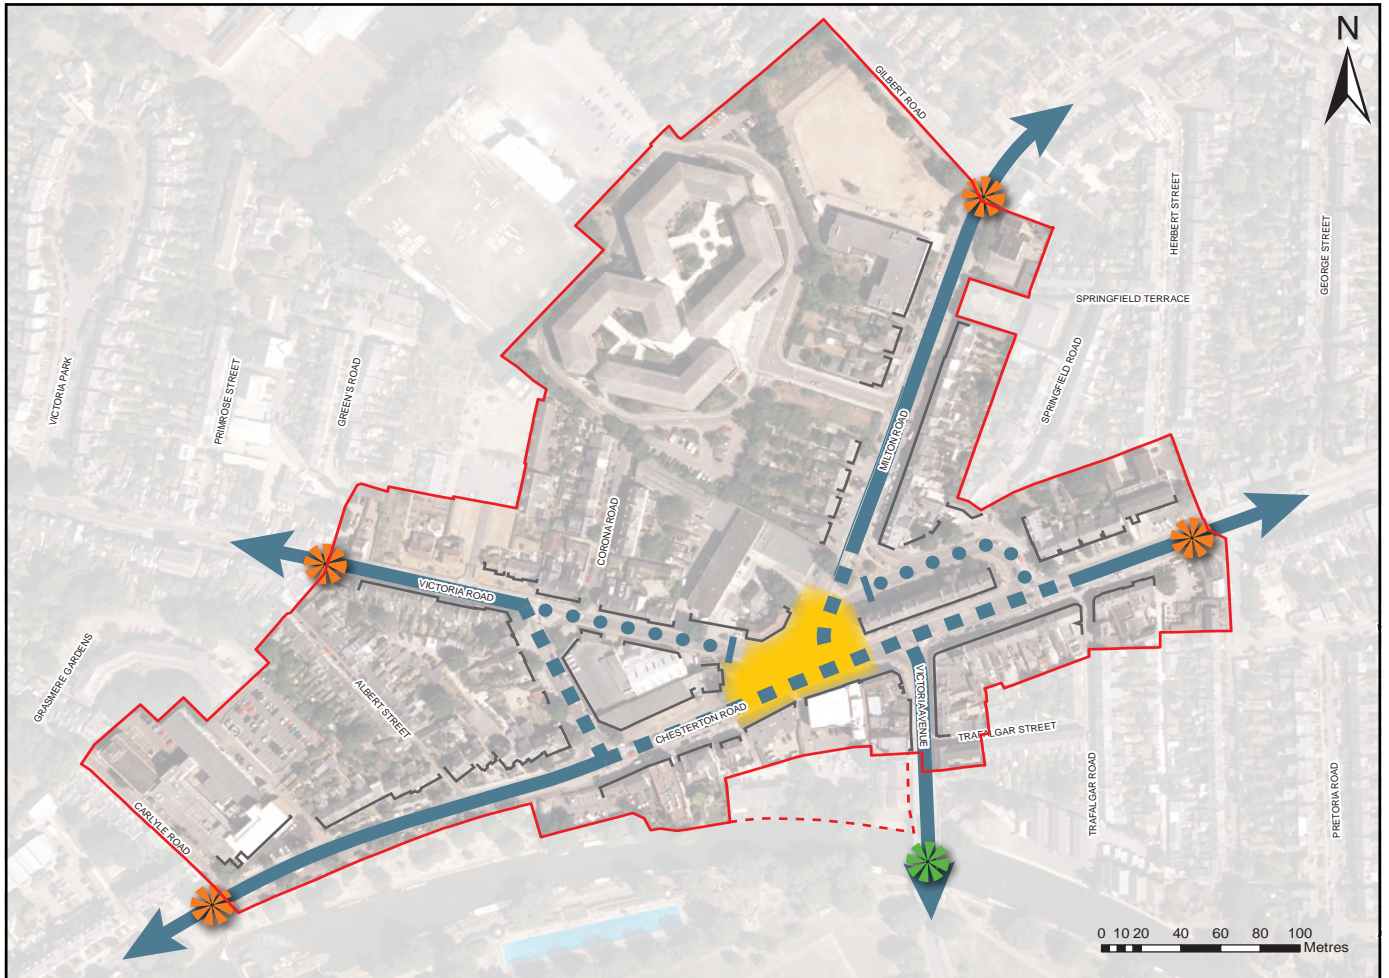 N
GILBERT ROAD
HERBERT STREET
GEORGE STREET
SPRINGFIELD TERRACE
SPRINGFIELD ROAD
VICTORIA PARK
PRIMROSE STREET
GREEN'S ROAD
MILTON ROAD
CORONA ROAD
VICTORIA ROAD
GRASMERE GARDENS
ALBERT STREET
CHESTERTON ROAD
VICTORIA AVENUE
TRAFALGAR STREET
TRAFALGAR ROAD
PRETORIA ROAD
CARLYLE ROAD
0 10 20 40 60 80 100
Metres